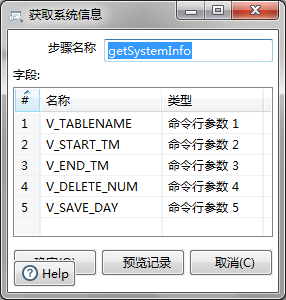 获取系统信息
步骤名称 getSystemInfo
字段:
# 名称 类型
1 V_TABLENAME 命令行参数 1
2 V_START_TM 命令行参数 2
3 V_END_TM 命令行参数 3
4 V_DELETE_NUM 命令行参数 4
5 V_SAVE_DAY 命令行参数 5
预览记录 取消(C)
Help